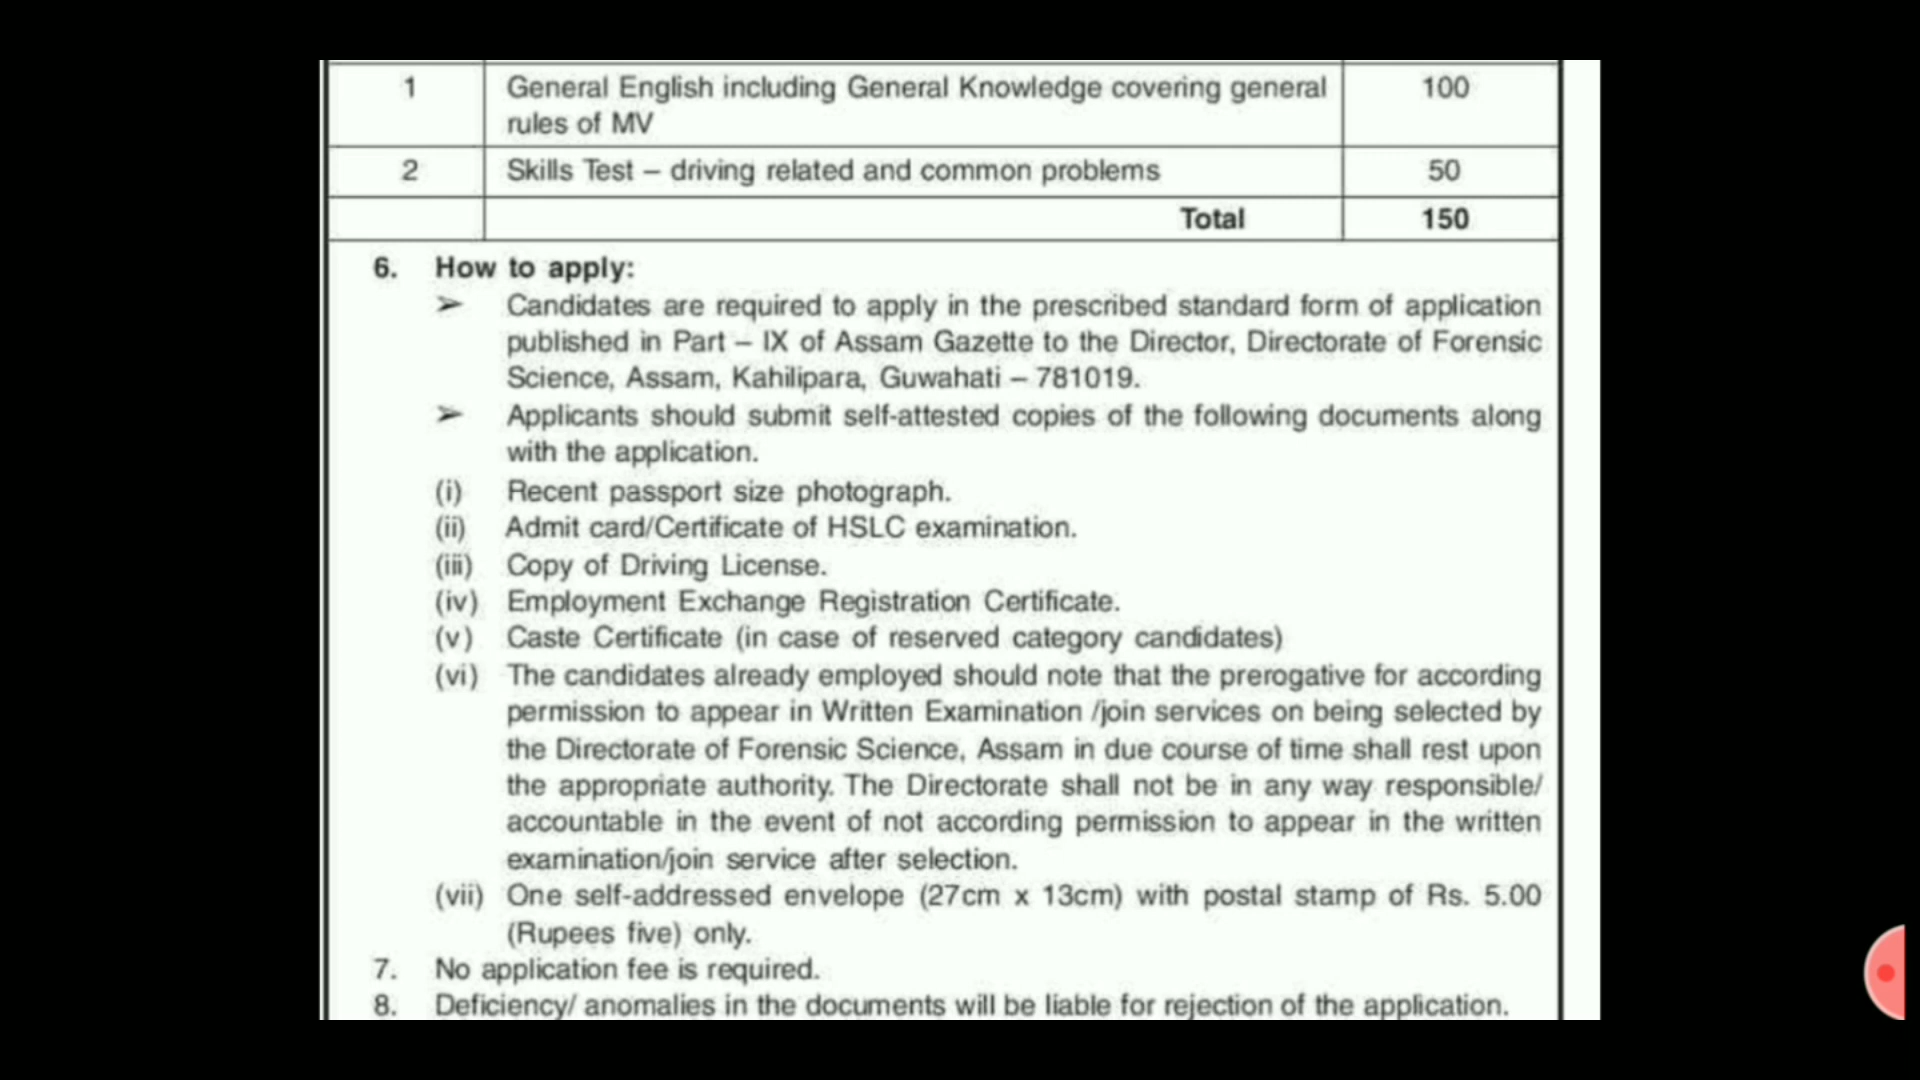 1 General English including General Knowledge covering general 100
rules of MV
2 Skills Test – driving related and common problems 50
Total 150
6. How to apply:
➢ Candidates are required to apply in the prescribed standard form of application
published in Part – IX of Assam Gazette to the Director, Directorate of Forensic
Science, Assam, Kahilipara, Guwahati – 781019.
➢ Applicants should submit self-attested copies of the following documents along
with the application.
(i) Recent passport size photograph.
(ii) Admit card/Certificate of HSLC examination.
(iii) Copy of Driving License.
(iv) Employment Exchange Registration Certificate.
(v) Caste Certificate (in case of reserved category candidates)
(vi) The candidates already employed should note that the prerogative for according
permission to appear in Written Examination /join services on being selected by
the Directorate of Forensic Science, Assam in due course of time shall rest upon
the appropriate authority. The Directorate shall not be in any way responsible/
accountable in the event of not according permission to appear in the written
examination/join service after selection.
(vii) One self-addressed envelope (27cm x 13cm) with postal stamp of Rs. 5.00
(Rupees five) only.
7. No application fee is required.
8. Deficiency/ anomalies in the documents will be liable for rejection of the application.